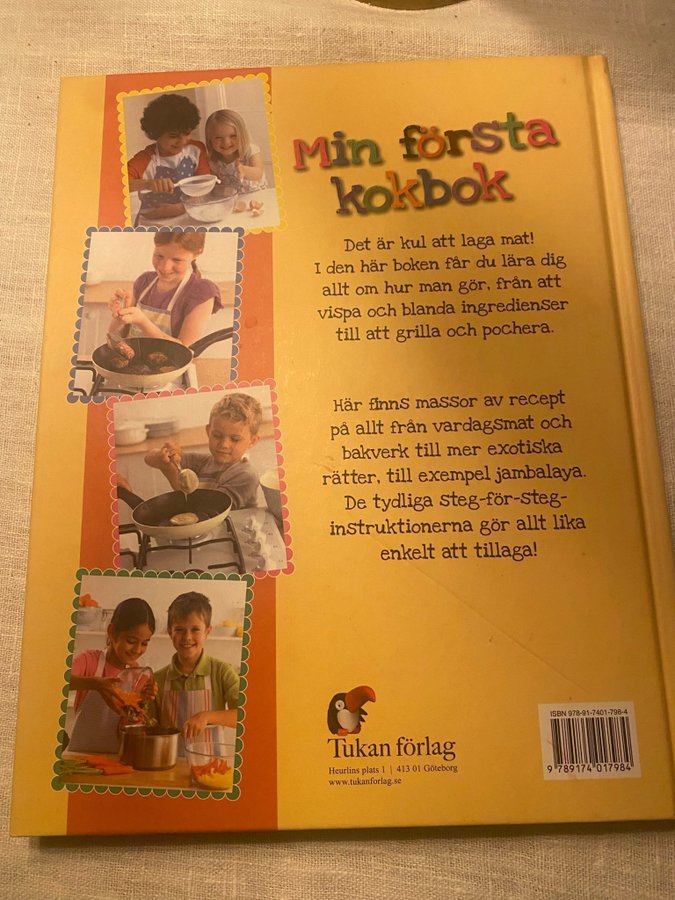 Min första
kokbok
Det är kul att laga mat!
I den här boken får du lära dig
allt om hur man gör, från att
vispa och blanda ingredienser
till att grilla och pochera.
Här finns massor av recept
på allt från vardagsmat och
bakverk till mer exotiska
rätter, till exempel jambalaya.
De tydliga steg-för-steg-
instruktionerna gör allt lika
enkelt att tillaga!
Tukan förlag
Heurlins plats 1 | 413 01 Göteborg
www.tukanforlag.se
ISBN 978-91-7401-798-4
9 789174 017984